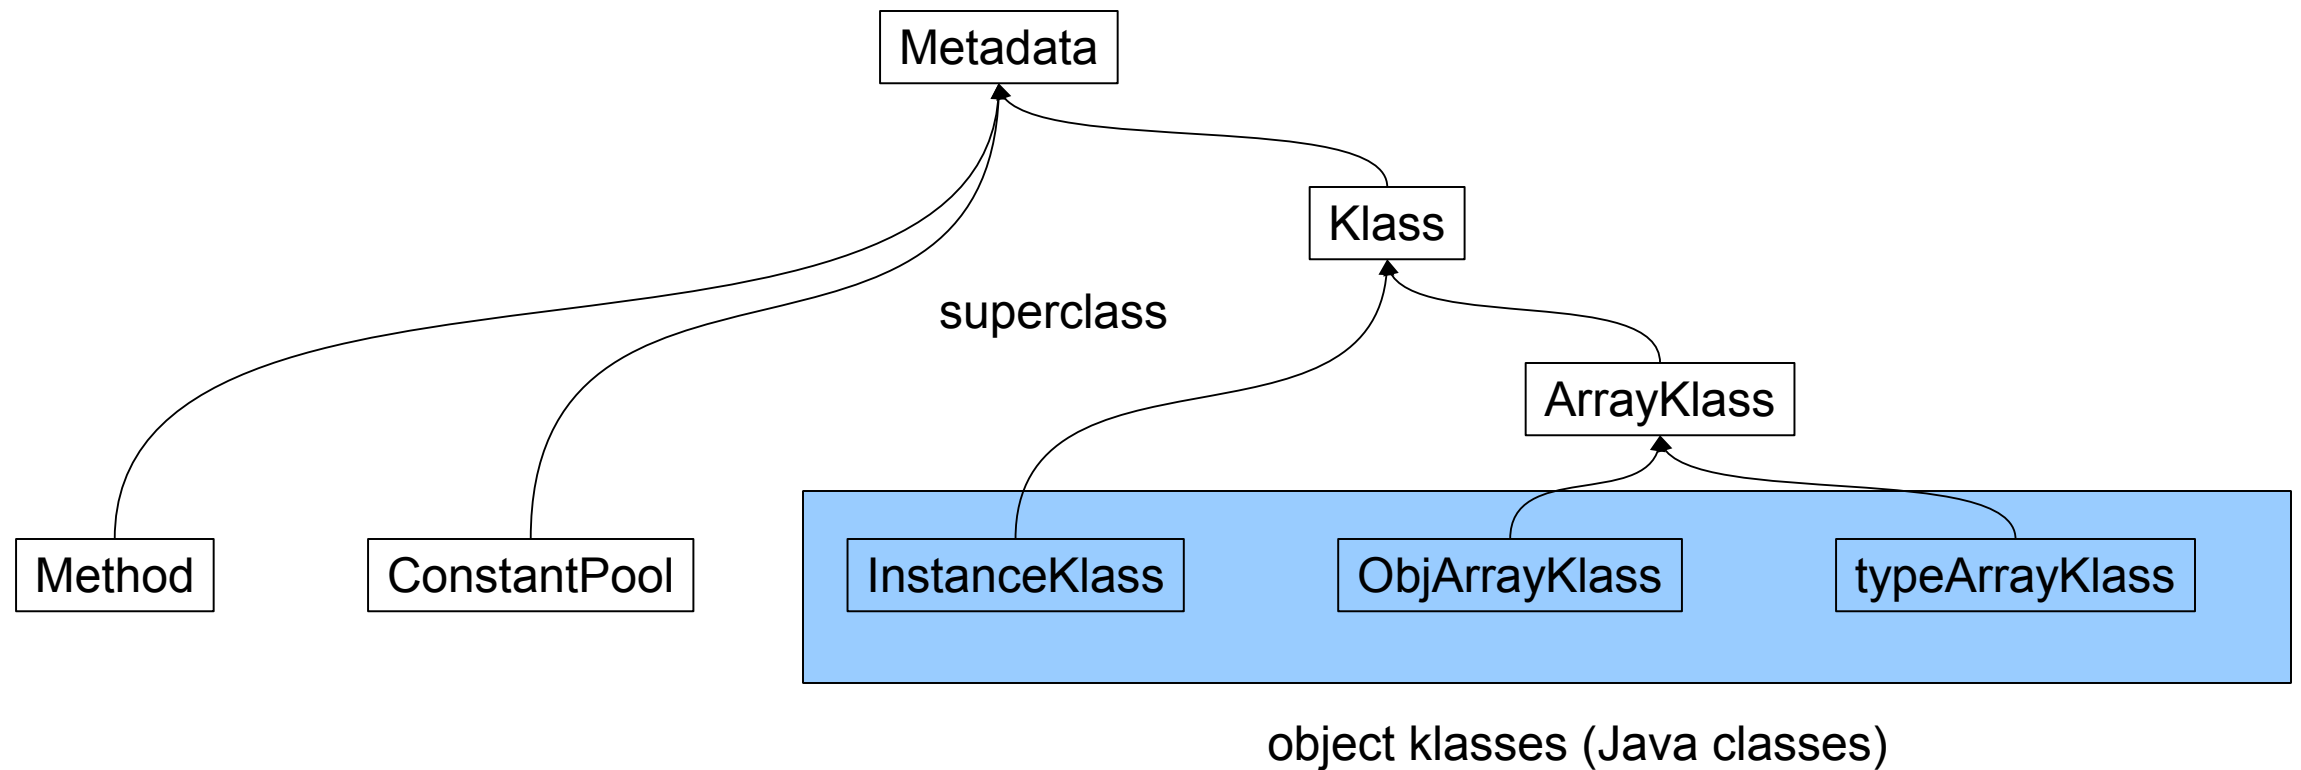 Metadata
Klass
superclass
ArrayKlass
Method
ConstantPool
InstanceKlass
ObjArrayKlass
typeArrayKlass
object klasses (Java classes)